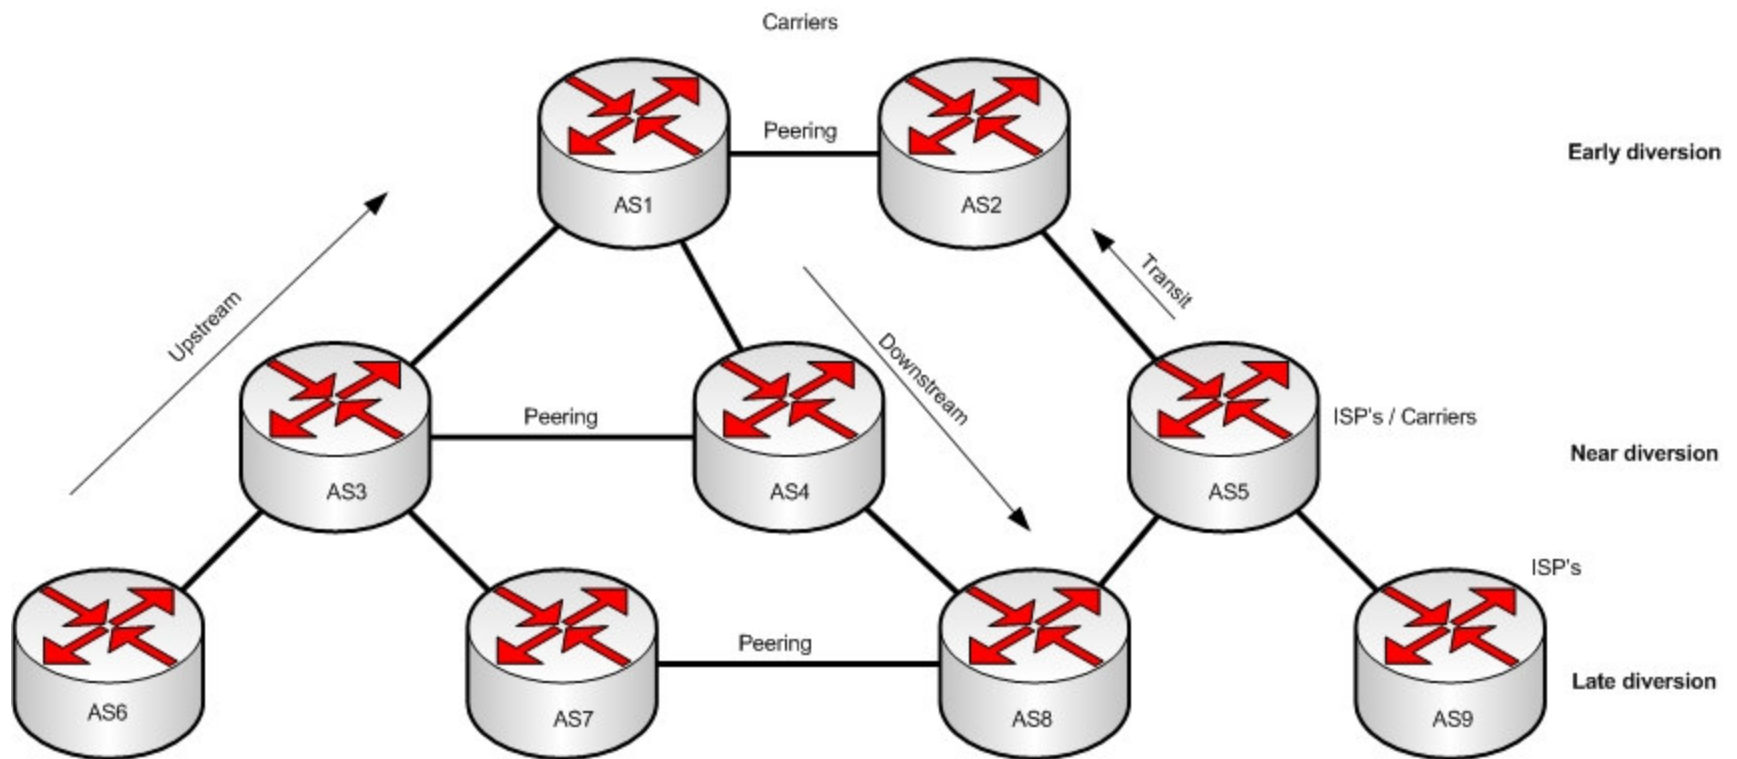 Carriers
Peering
Early diversion
AS1
AS2
Upstream
Transit
Downstream
Peering
ISP's / Carriers
Near diversion
AS3
AS4
AS5
ISP's
Peering
Late diversion
AS6
AS7
AS8
AS9